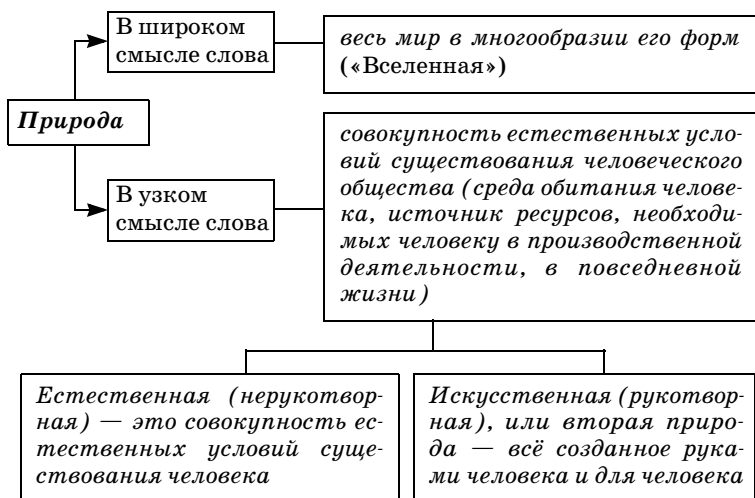 В широком
смысле слова
весь мир в многообразии его форм
(«Вселенная»)
Природа
В узком
смысле слова
совокупность естественных усло-
вий существования человеческого
общества (среда обитания челове-
ка, источник ресурсов, необходи-
мых человеку в производственной
деятельности, в повседневной
жизни)
Естественная (нерукотвор-
ная) — это совокупность ес-
тественных условий суще-
ствования человека
Искусственная (рукотвор-
ная), или вторая приро-
да — всё созданное рука-
ми человека и для человека